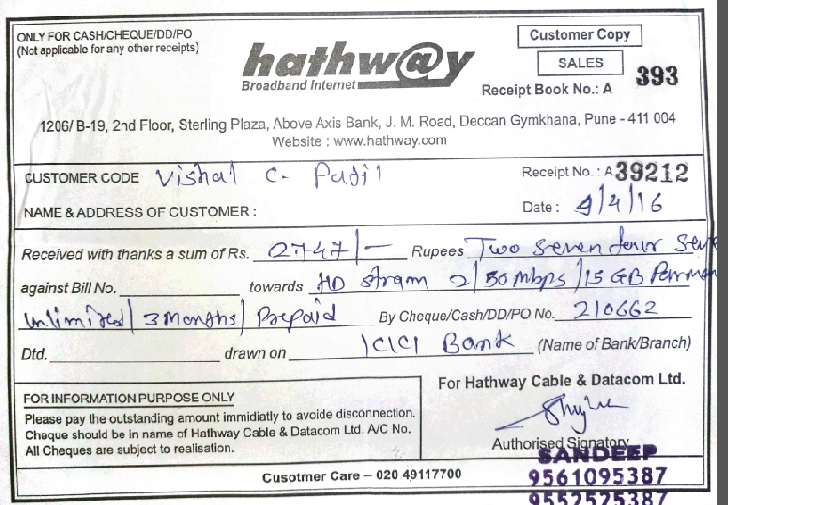 ONLY FOR CASH/CHEQUE/DD/PO
(Not applicable for any other receipts)
hathw@y
Broadband Internet
Customer Copy
SALES
Receipt Book No.: A 393
1206/ B-19, 2nd Floor, Sterling Plaza, Above Axis Bank, J. M. Road, Deccan Gymkhana, Pune - 411 004
Website : www.hathway.com
CUSTOMER CODE Vishal C. Patil
Receipt No. : A 39212
NAME & ADDRESS OF CUSTOMER :
Date : 9/4/16
Received with thanks a sum of Rs. 2747/- Rupees Two seven four
against Bill No. towards HD stram 2/50 mbps/15 GB
unlimited/3 Months/Prepaid By Cheque/Cash/DD/PO No. 210662
Dtd. drawn on ICICI Bank (Name of Bank/Branch)
For Hathway Cable & Datacom Ltd.
FOR INFORMATION PURPOSE ONLY
Please pay the outstanding amount immidiatly to avoide disconnection.
Cheque should be in name of Hathway Cable & Datacom Ltd. A/C No.
All Cheques are subject to realisation.
Authorised Signatory
SANDEEP
Cusotmer Care – 020 49117700
9561095387
9552525387